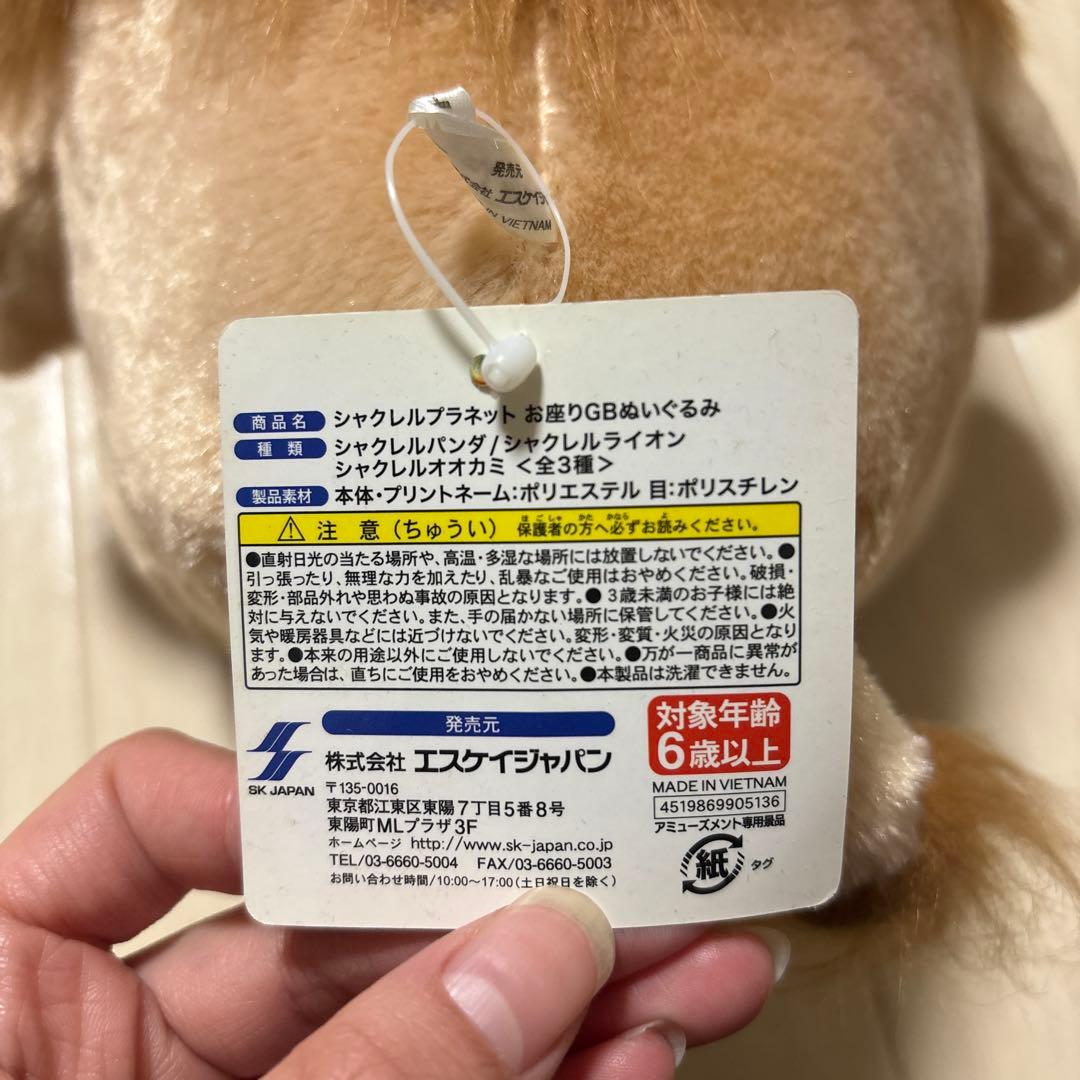 発売元
エスケイジ
IN VIETNAM
商品名 シャクレルプラネット お座りGBぬいぐるみ
種類 シャクレルパンダ/シャクレルライオン
シャクレルオオカミ <全3種>
製品素材 本体・プリントネーム:ポリエステル 目:ポリスチレン
⚠ 注意(ちゅうい) 保護者の方へ必ずお読みください。
ほごしゃ かた かなら よ
●直射日光の当たる場所や、高温・多湿な場所には放置しないでください。●
引っ張ったり、無理な力を加えたり、乱暴なご使用はおやめください。破損・
変形・部品外れや思わぬ事故の原因となります。● 3歳未満のお子様には絶
対に与えないでください。また、手の届かない場所に保管してください。●火
気や暖房器具などには近づけないでください。変形・変質・火災の原因となり
ます。●本来の用途以外にご使用しないでください。●万が一商品に異常が
あった場合は、直ちにご使用をおやめください。●本製品は洗濯できません。
発売元
SK JAPAN
株式会社 エスケイジャパン
〒135-0016
東京都江東区東陽7丁目5番8号
東陽町MLプラザ3F
ホームページ http://www.sk-japan.co.jp
TEL/03-6660-5004 FAX/03-6660-5003
お問い合わせ時間/10:00～17:00(土日祝日を除く)
対象年齢
6歳以上
MADE IN VIETNAM
4519869905136
アミューズメント専用景品
紙 タグ